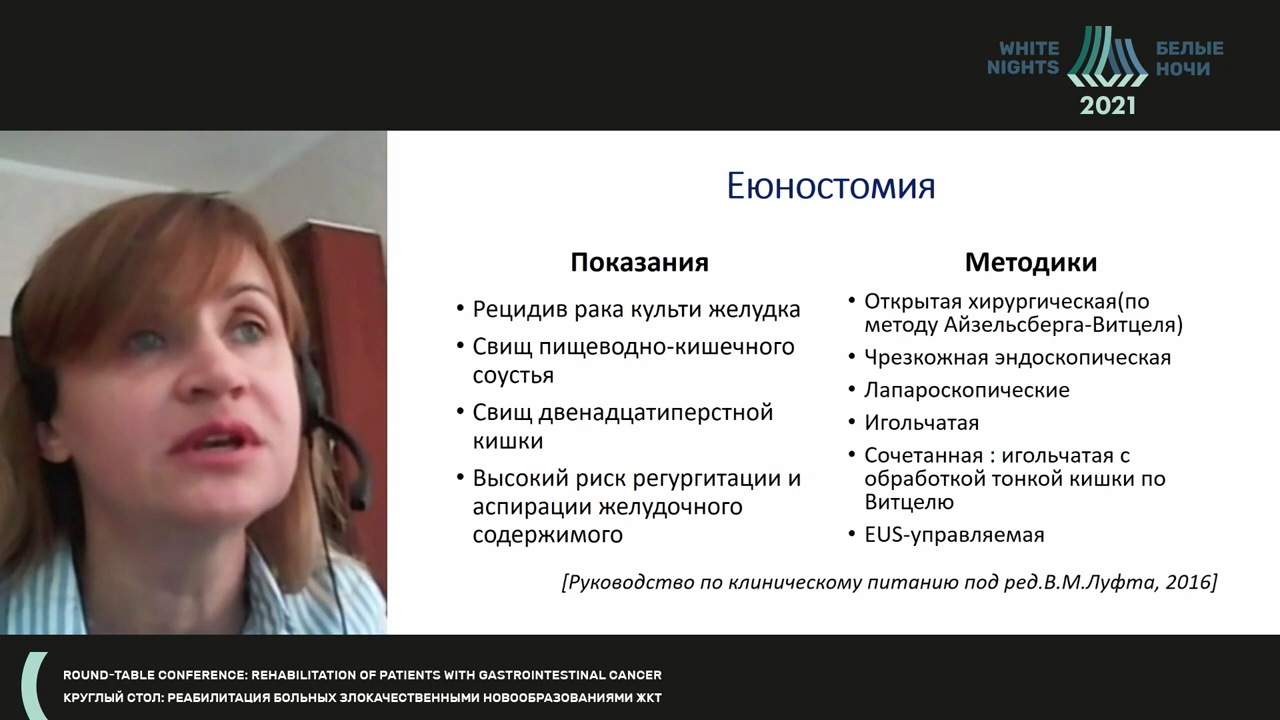 WHITE
NIGHTS
БЕЛЫЕ
НОЧИ
2021
Еюностомия
Показания
• Рецидив рака культи желудка
• Свищ пищеводно-кишечного
соустья
• Свищ двенадцатиперстной
кишки
• Высокий риск регургитации и
аспирации желудочного
содержимого
Методики
• Открытая хирургическая(по
методу Айзельсберга-Витцеля)
• Чрезкожная эндоскопическая
• Лапароскопические
• Игольчатая
• Сочетанная : игольчатая с
обработкой тонкой кишки по
Витцелю
• EUS-управляемая
[Руководство по клиническому питанию под ред.В.М.Луфта, 2016]
ROUND-TABLE CONFERENCE: REHABILITATION OF PATIENTS WITH GASTROINTESTINAL CANCER
КРУГЛЫЙ СТОЛ: РЕАБИЛИТАЦИЯ БОЛЬНЫХ ЗЛОКАЧЕСТВЕННЫМИ НОВООБРАЗОВАНИЯМИ ЖКТ